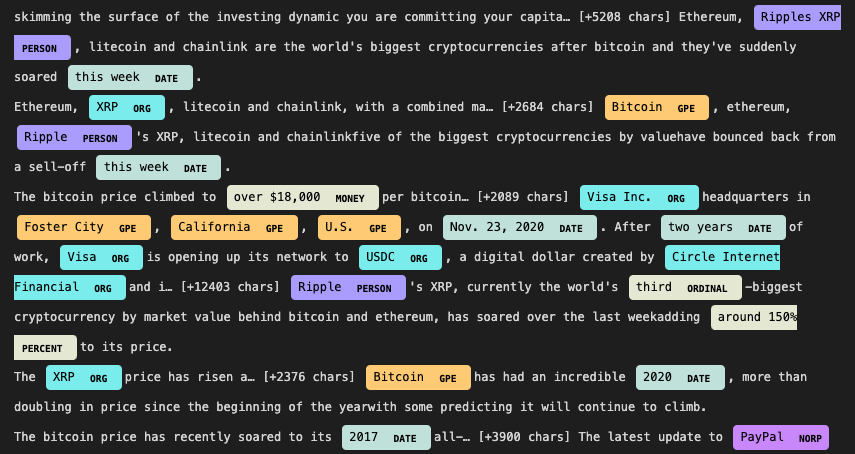 skimming the surface of the investing dynamic you are committing your capita… [+5208 chars] Ethereum, Ripples XRP
PERSON , litecoin and chainlink are the world's biggest cryptocurrencies after bitcoin and they've suddenly
soared this week DATE .
Ethereum, XRP ORG , litecoin and chainlink, with a combined ma… [+2684 chars] Bitcoin GPE , ethereum,
Ripple PERSON 's XRP, litecoin and chainlinkfive of the biggest cryptocurrencies by valuehave bounced back from
a sell-off this week DATE .
The bitcoin price climbed to over $18,000 MONEY per bitcoin… [+2089 chars] Visa Inc. ORG headquarters in
Foster City GPE , California GPE , U.S. GPE , on Nov. 23, 2020 DATE . After two years DATE of
work, Visa ORG is opening up its network to USDC ORG , a digital dollar created by Circle Internet
Financial ORG and i… [+12403 chars] Ripple PERSON 's XRP, currently the world's third ORDINAL -biggest
cryptocurrency by market value behind bitcoin and ethereum, has soared over the last weekadding around 150%
PERCENT to its price.
The XRP ORG price has risen a… [+2376 chars] Bitcoin GPE has had an incredible 2020 DATE , more than
doubling in price since the beginning of the yearwith some predicting it will continue to climb.
The bitcoin price has recently soared to its 2017 DATE all-… [+3900 chars] The latest update to PayPal NORP